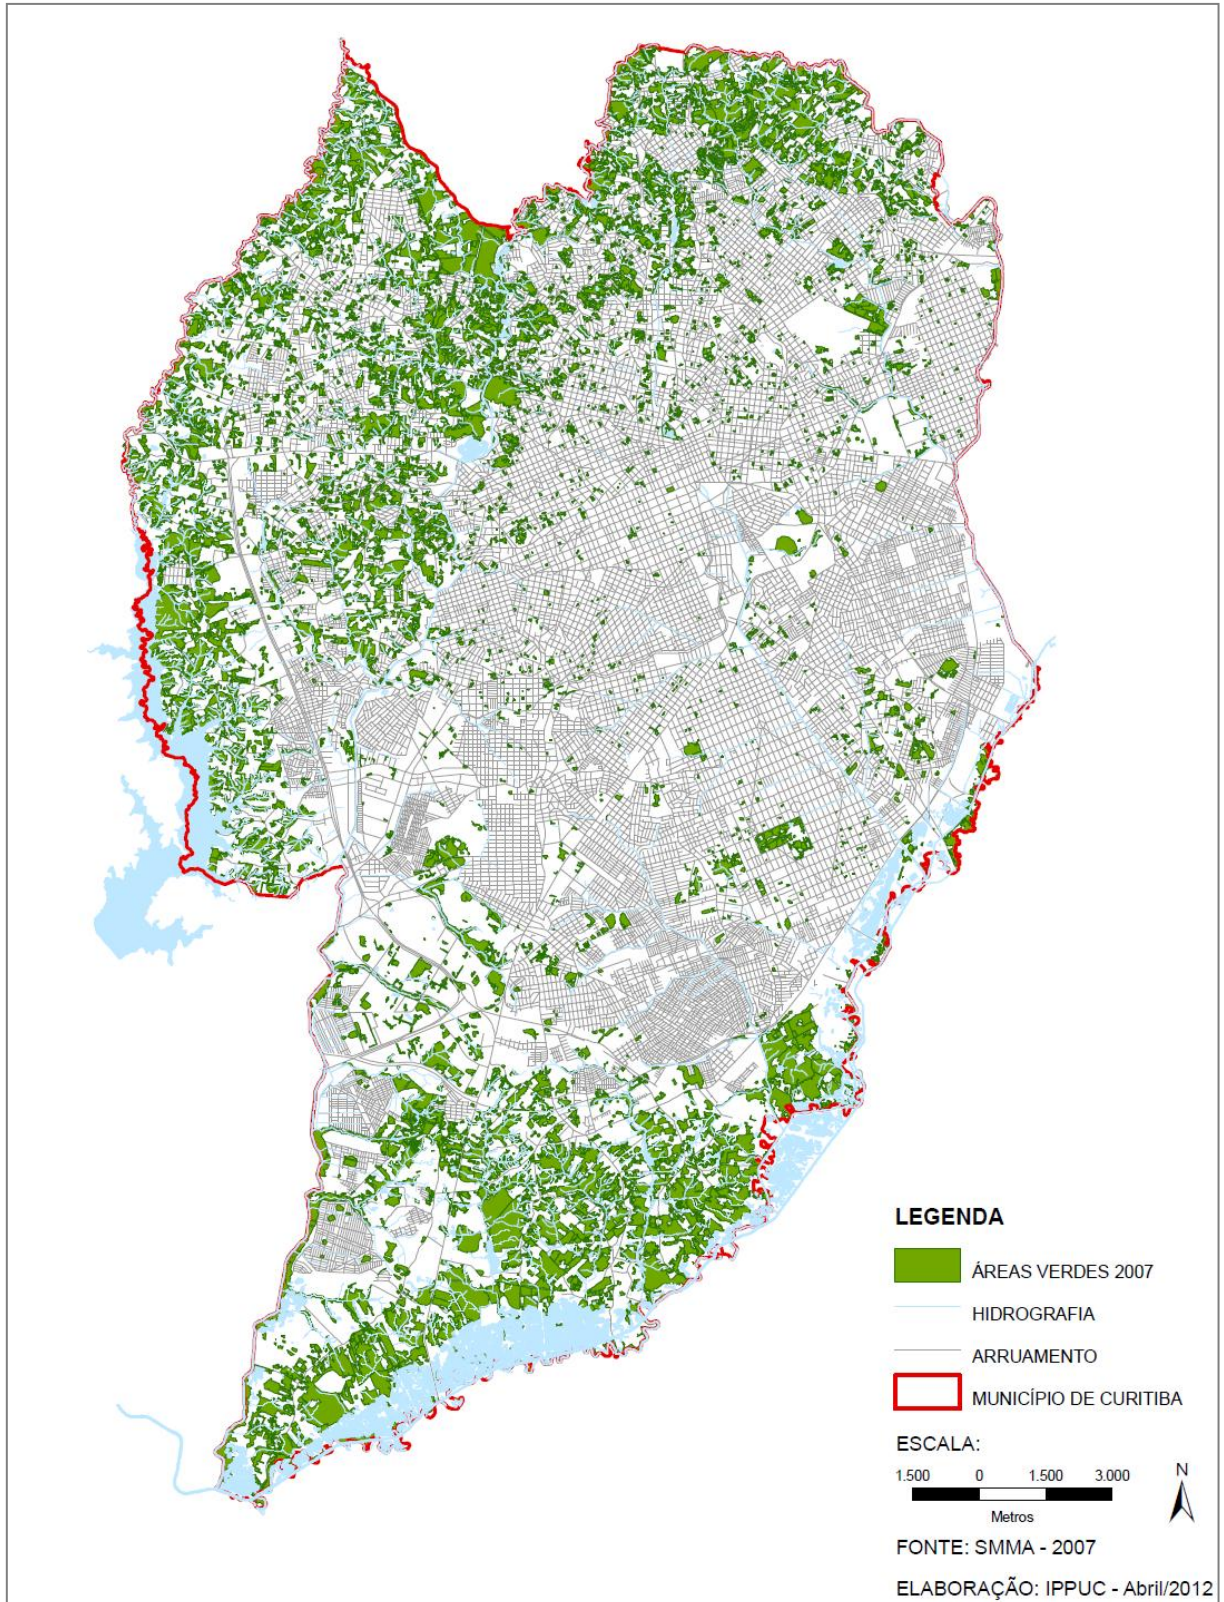 LEGENDA
ÁREAS VERDES 2007
HIDROGRAFIA
ARRUAMENTO
MUNICÍPIO DE CURITIBA
ESCALA:
1.500 0 1.500 3.000
Metros
N
FONTE: SMMA - 2007
ELABORAÇÃO: IPPUC - Abril/2012